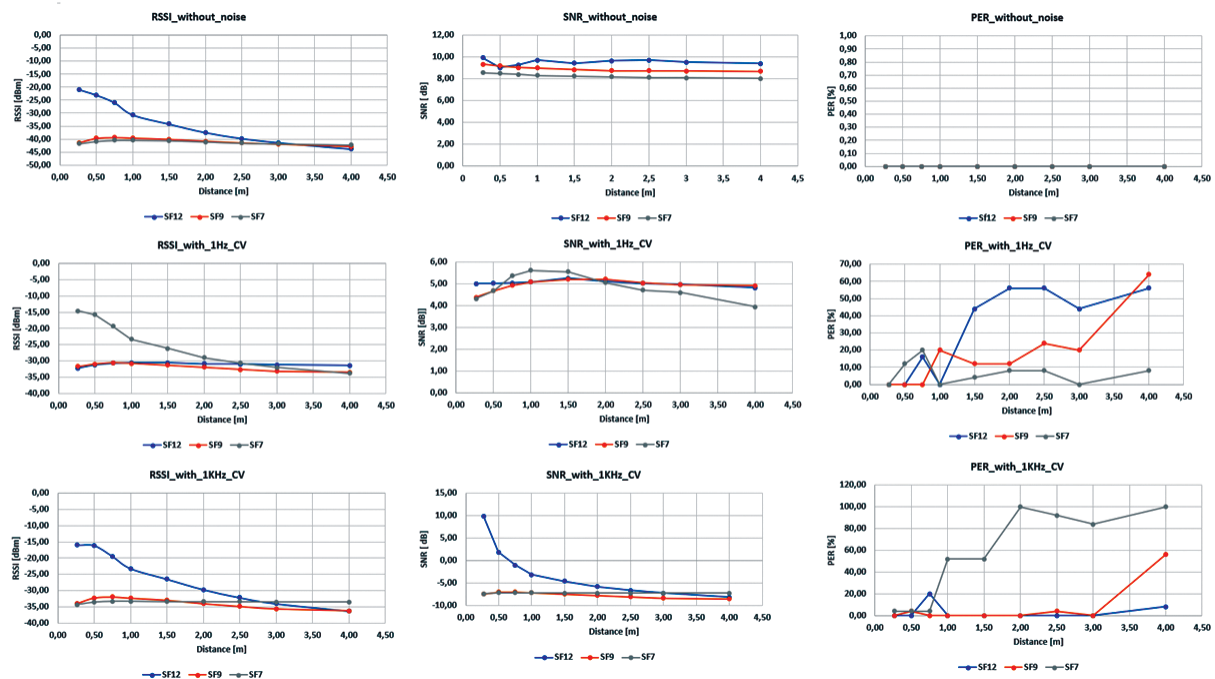 RSSI_without_noise
0,00
-5,00
-10,00
-15,00
-20,00
-25,00
-30,00
-35,00
-40,00
-45,00
-50,00
RSSI [dBm]
0,00 0,50 1,00 1,50 2,00 2,50 3,00 3,50 4,00 4,50
Distance [m]
SF12 SF9 SF7
SNR_without_noise
12,00
10,00
8,00
6,00
4,00
2,00
0,00
SNR [ dB]
0 0,5 1 1,5 2 2,5 3 3,5 4 4,5
Distance [m]
SF12 SF9 SF7
PER_without_noise
1,00
0,90
0,80
0,70
0,60
0,50
0,40
0,30
0,20
0,10
0,00
PER [%]
0,00 0,50 1,00 1,50 2,00 2,50 3,00 3,50 4,00 4,50
Distance [m]
Sf12 SF9 SF7
RSSI_with_1Hz_CV
0,00
-5,00
-10,00
-15,00
-20,00
-25,00
-30,00
-35,00
-40,00
RSSI [dBm]
0,00 0,50 1,00 1,50 2,00 2,50 3,00 3,50 4,00 4,50
Distance [m]
SF12 SF9 SF7
SNR_with_1Hz_CV
6,00
5,00
4,00
3,00
2,00
1,00
0,00
SNR [dB]]
0,00 0,50 1,00 1,50 2,00 2,50 3,00 3,50 4,00 4,50
Distance [m]
SF12 SF9 SF7
PER_with_1Hz_CV
70,00
60,00
50,00
40,00
30,00
20,00
10,00
0,00
PER [%]
0,00 0,50 1,00 1,50 2,00 2,50 3,00 3,50 4,00 4,50
Distance [m]
SF12 SF9 SF7
RSSI_with_1KHz_CV
0,00
-5,00
-10,00
-15,00
-20,00
-25,00
-30,00
-35,00
-40,00
RSSI [dBm]
0,00 0,50 1,00 1,50 2,00 2,50 3,00 3,50 4,00 4,50
Distance [m]
SF12 SF9 SF7
SNR_with_1KHz_CV
15,00
10,00
5,00
0,00
-5,00
-10,00
SNR [ dB]
0,00 0,50 1,00 1,50 2,00 2,50 3,00 3,50 4,00 4,50
Distance [m]
SF12 SF9 SF7
PER_with_1KHz_CV
120,00
100,00
80,00
60,00
40,00
20,00
0,00
PER [%]
0,00 0,50 1,00 1,50 2,00 2,50 3,00 3,50 4,00 4,50
Distance [m]
SF12 SF9 SF7